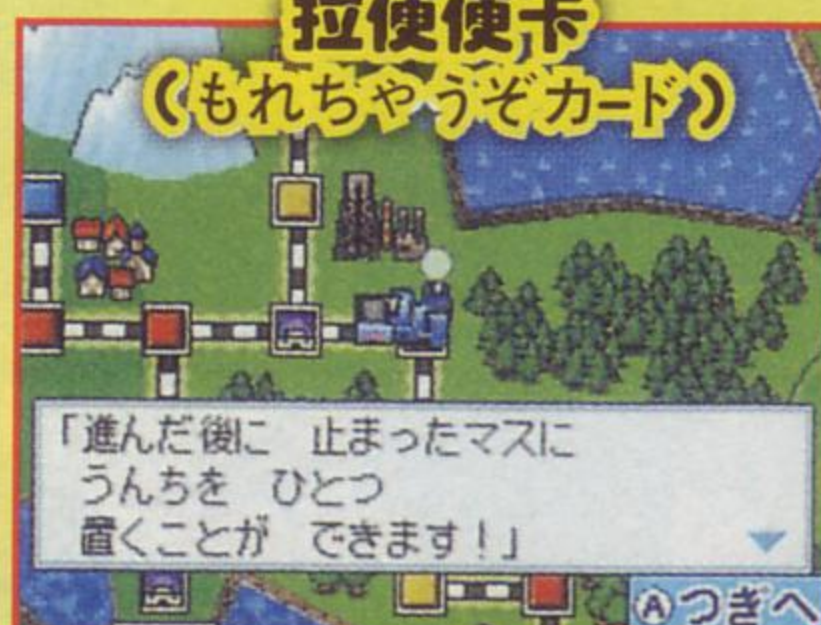 拉便便卡
(もれちゃうぞカード)
「進んだ後に 止まったマスに
うんちを ひとつ
置くことが できます!」
Ⓐつぎへ